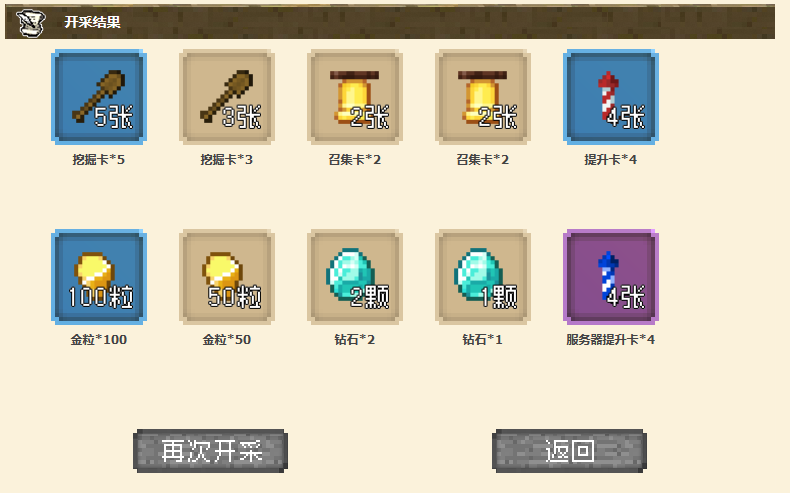 开采结果
5张
3张
2张
2张
4张
挖掘卡*5
挖掘卡*3
召集卡*2
召集卡*2
提升卡*4
100粒
50粒
2颗
1颗
4张
金粒*100
金粒*50
钻石*2
钻石*1
服务器提升卡*4
再次开采
返回